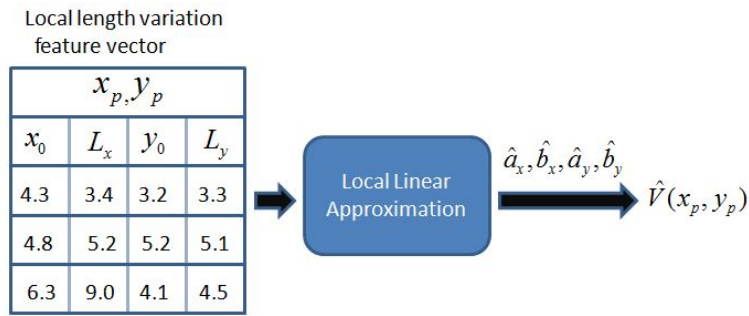 Local length variation
feature vector
x_p, y_p
x_0 L_x y_0 L_y
4.3 3.4 3.2 3.3
4.8 5.2 5.2 5.1
6.3 9.0 4.1 4.5
Local Linear
Approximation
â_x, b̂_x, â_y, b̂_y
V̂(x_p, y_p)